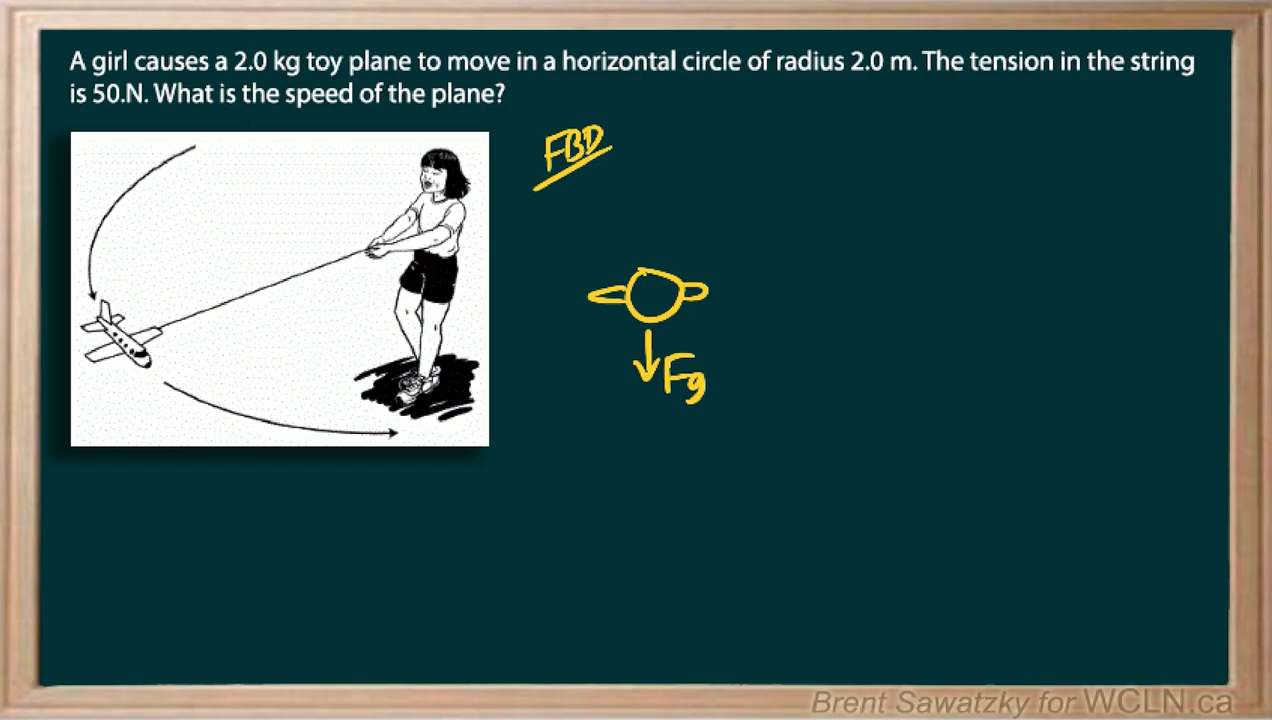 A girl causes a 2.0 kg toy plane to move in a horizontal circle of radius 2.0 m. The tension in the string
is 50.N. What is the speed of the plane?
FBD
Fg
Brent Sawatzky for WCLN.ca